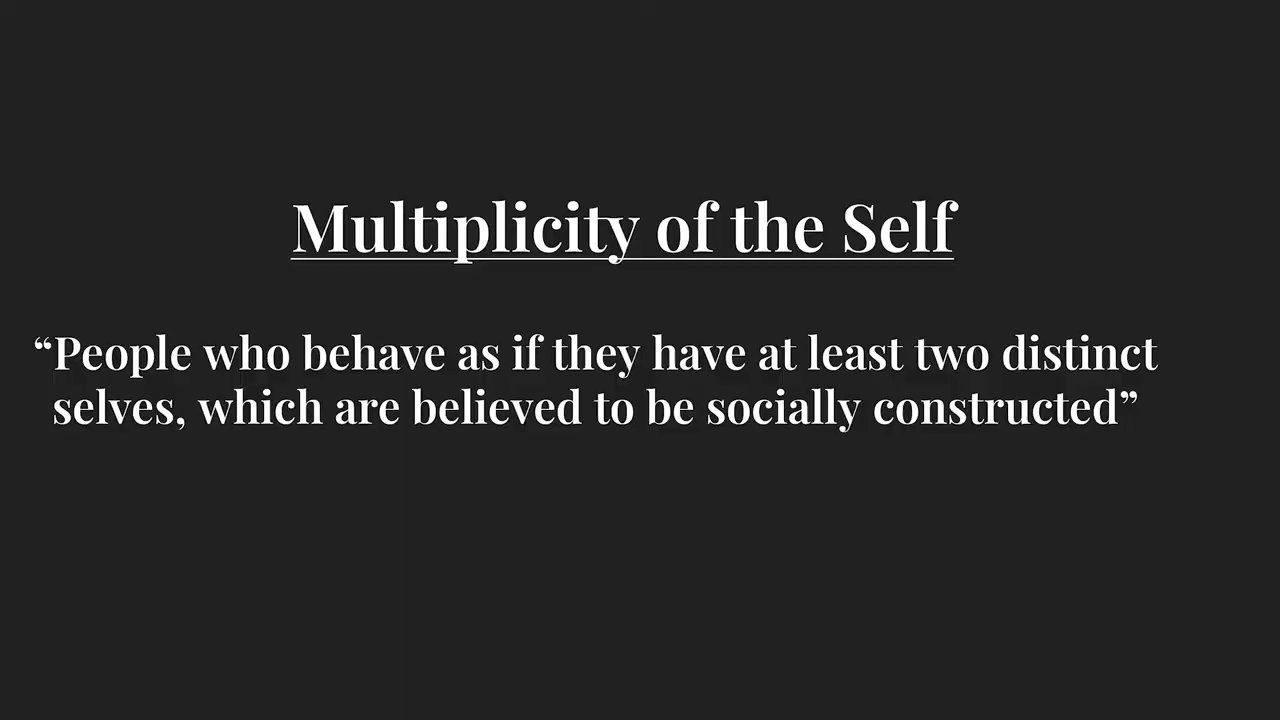 Multiplicity of the Self
“People who behave as if they have at least two distinct
selves, which are believed to be socially constructed”